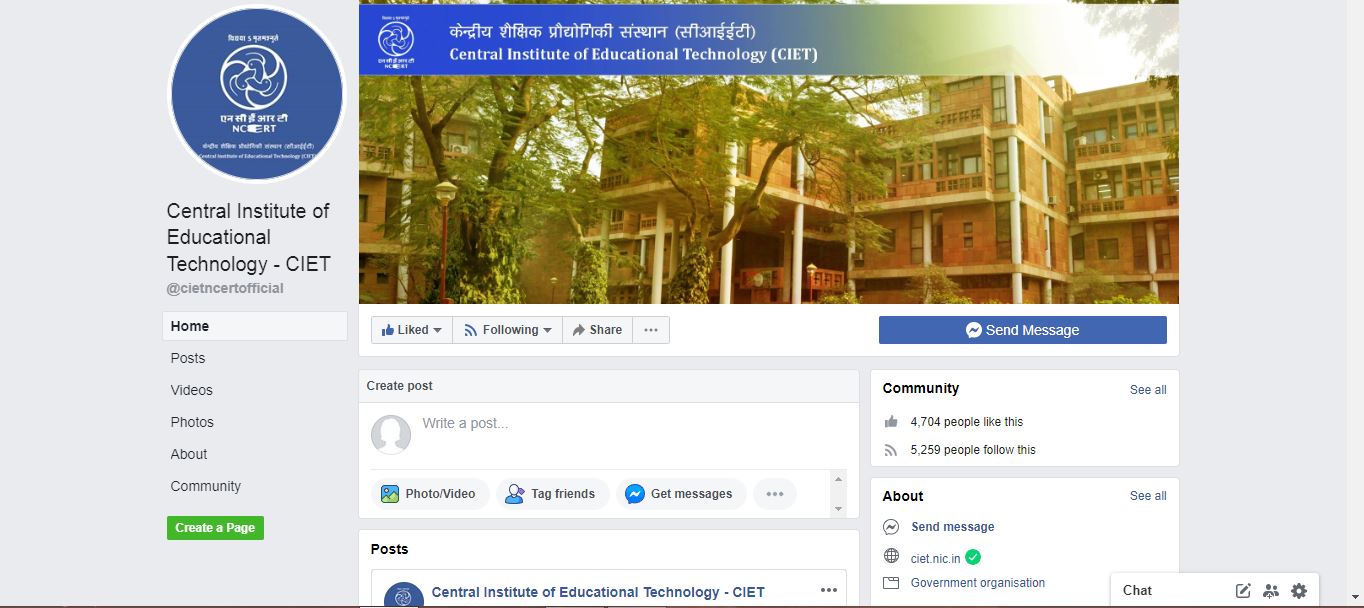 विद्यया ऽ मृतमश्नुते
एन सी ई आर टी
NCERT
केन्द्रीय शैक्षिक प्रौद्योगिकी संस्थान (सीआईईटी)
Central Institute of Educational Technology (CIET)
एन सी ई आर टी
NCERT
केन्द्रीय शैक्षिक प्रौद्योगिकी संस्थान (सीआईईटी)
Central Institute of Educational Technology (CIET)
Central Institute of
Educational
Technology - CIET
@cietncertofficial
Home
Posts
Videos
Photos
About
Community
Create a Page
Liked
Following
Share
Send Message
Create post
Write a post...
Photo/Video
Tag friends
Get messages
Posts
Central Institute of Educational Technology - CIET
Community
See all
4,704 people like this
5,259 people follow this
About
See all
Send message
ciet.nic.in
Government organisation
Chat